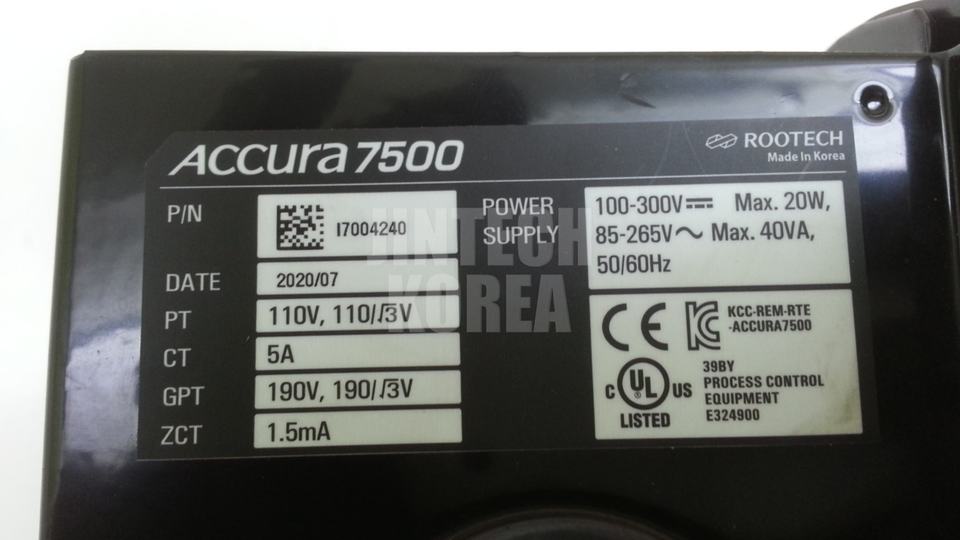 ACCURA 7500
ROOTECH
Made in Korea
P/N
I7004240
DATE
2020/07
PT
110V, 110/√3V
CT
5A
GPT
190V, 190/√3V
ZCT
1.5mA
POWER
SUPPLY
100-300V⎓ Max. 20W,
85-265V∼ Max. 40VA,
50/60Hz
CE
KCC-REM-RTE
-ACCURA7500
C UL US
LISTED
39BY
PROCESS CONTROL
EQUIPMENT
E324900
JINTECH
KOREA